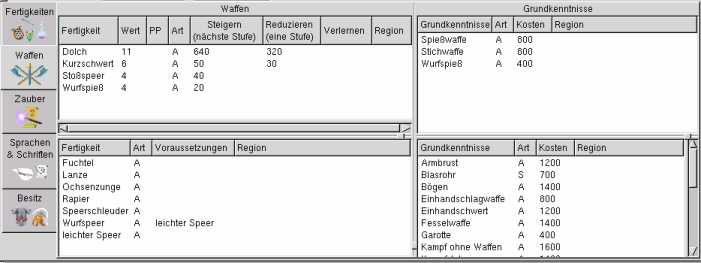 Fertigkeiten
Waffen
Zauber
Sprachen
& Schriften
Besitz
Waffen
Fertigkeit Wert PP Art Steigern (nächste Stufe) Reduzieren (eine Stufe) Verlernen Region
Dolch 11 A 640 320
Kurzschwert 6 A 50 30
Stoßspeer 4 A 40
Wurfspieß 4 A 20
Fertigkeit Art Voraussetzungen Region
Fuchtel A
Lanze A
Ochsenzunge A
Rapier A
Speerschleuder A
Wurfspeer A leichter Speer
leichter Speer A
Grundkenntnisse
Grundkenntnisse Art Kosten Region
Spießwaffe A 800
Stichwaffe A 800
Wurfspieß A 400
Grundkenntnisse Art Kosten Region
Armbrust A 1200
Blasrohr S 700
Bögen A 1400
Einhandschlagwaffe A 800
Einhandschwert A 1200
Fesselwaffe A 1400
Garotte A 400
Kampf ohne Waffen A 1600